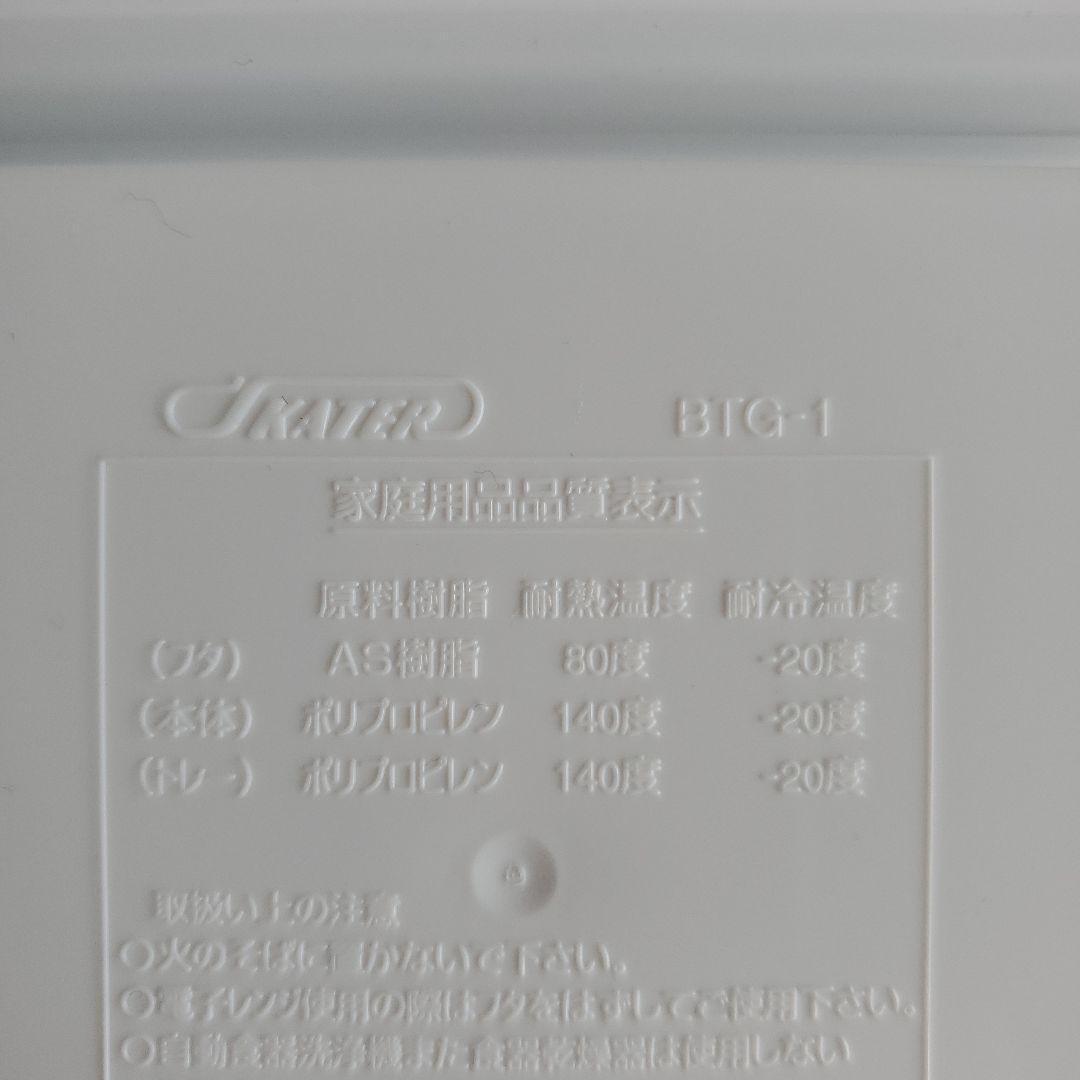 SKATER BTG-1
家庭用品品質表示
原料樹脂 耐熱温度 耐冷温度
(フタ) AS樹脂 80度 -20度
(本体) ポリプロピレン 140度 -20度
(トレー) ポリプロピレン 140度 -20度
取扱い上の注意
○火のそばに置かないで下さい。
○電子レンジ使用の際はフタをはずしてご使用下さい。
○自動食器洗浄機また食器乾燥器は使用しない